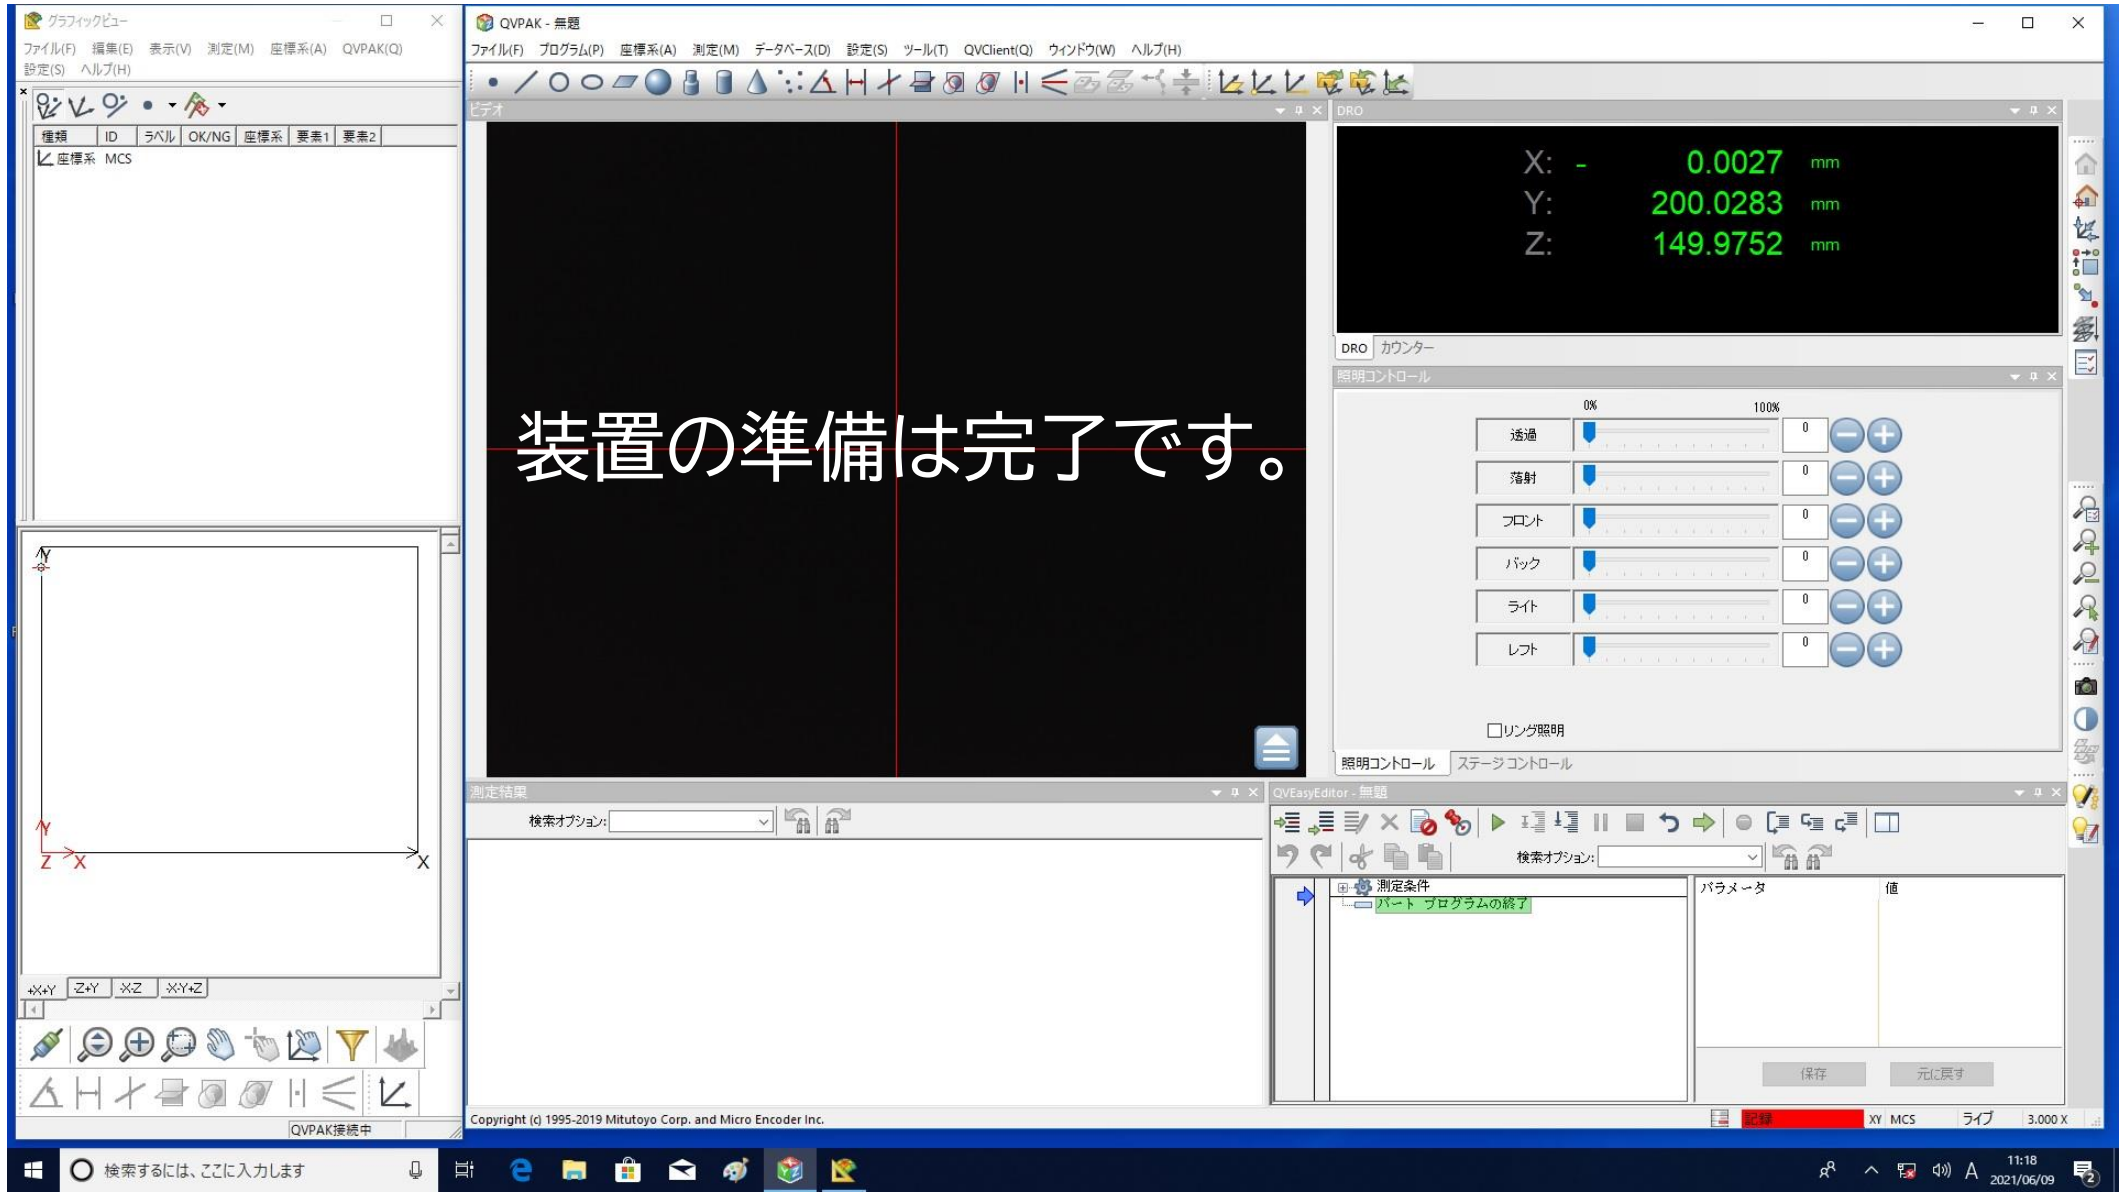 グラフィックビュー
ファイル(F) 編集(E) 表示(V) 測定(M) 座標系(A) QVPAK(Q)
設定(S) ヘルプ(H)
種類 ID ラベル OK/NG 座標系 要素1 要素2
座標系 MCS
Y
Y
Z X
X
+X+Y -Z+Y X-Z -X-Y+Z
QVPAK接続中
QVPAK - 無題
ファイル(F) プログラム(P) 座標系(A) 測定(M) データベース(D) 設定(S) ツール(T) QVClient(Q) ウィンドウ(W) ヘルプ(H)
ビデオ
装置の準備は完了です。
DRO
X: - 0.0027 mm
Y: 200.0283 mm
Z: 149.9752 mm
DRO カウンター
照明コントロール
0% 100%
透過 0
落射 0
フロント 0
バック 0
ライト 0
レフト 0
リング照明
照明コントロール ステージ コントロール
測定結果
検索オプション:
QVEasyEditor - 無題
検索オプション:
測定条件
パート プログラムの終了
パラメータ 値
保存 元に戻す
Copyright (c) 1995-2019 Mitutoyo Corp. and Micro Encoder Inc.
記録 XY MCS ライブ 3.000 X
検索するには、ここに入力します
A
11:18
2021/06/09
2